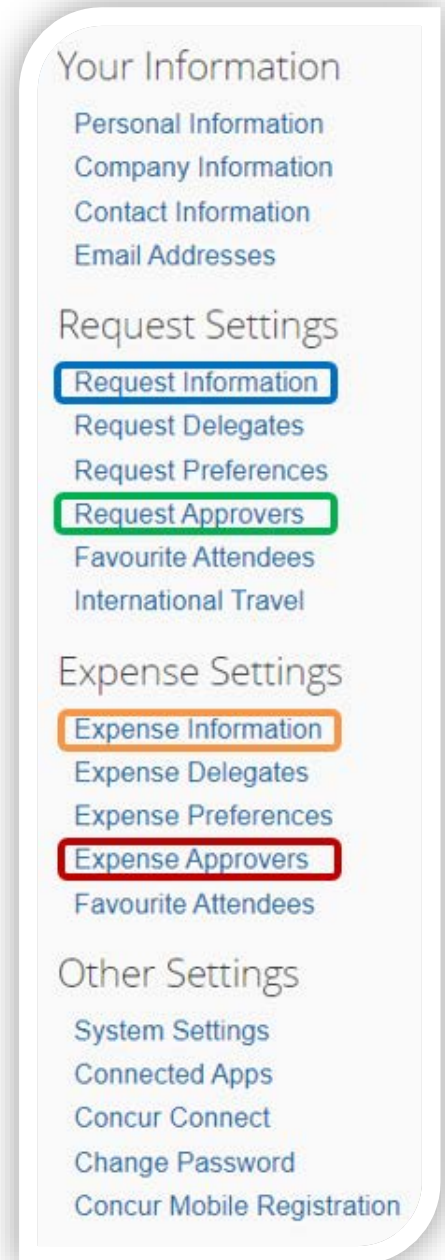 Your Information
Personal Information
Company Information
Contact Information
Email Addresses
Request Settings
Request Information
Request Delegates
Request Preferences
Request Approvers
Favourite Attendees
International Travel
Expense Settings
Expense Information
Expense Delegates
Expense Preferences
Expense Approvers
Favourite Attendees
Other Settings
System Settings
Connected Apps
Concur Connect
Change Password
Concur Mobile Registration